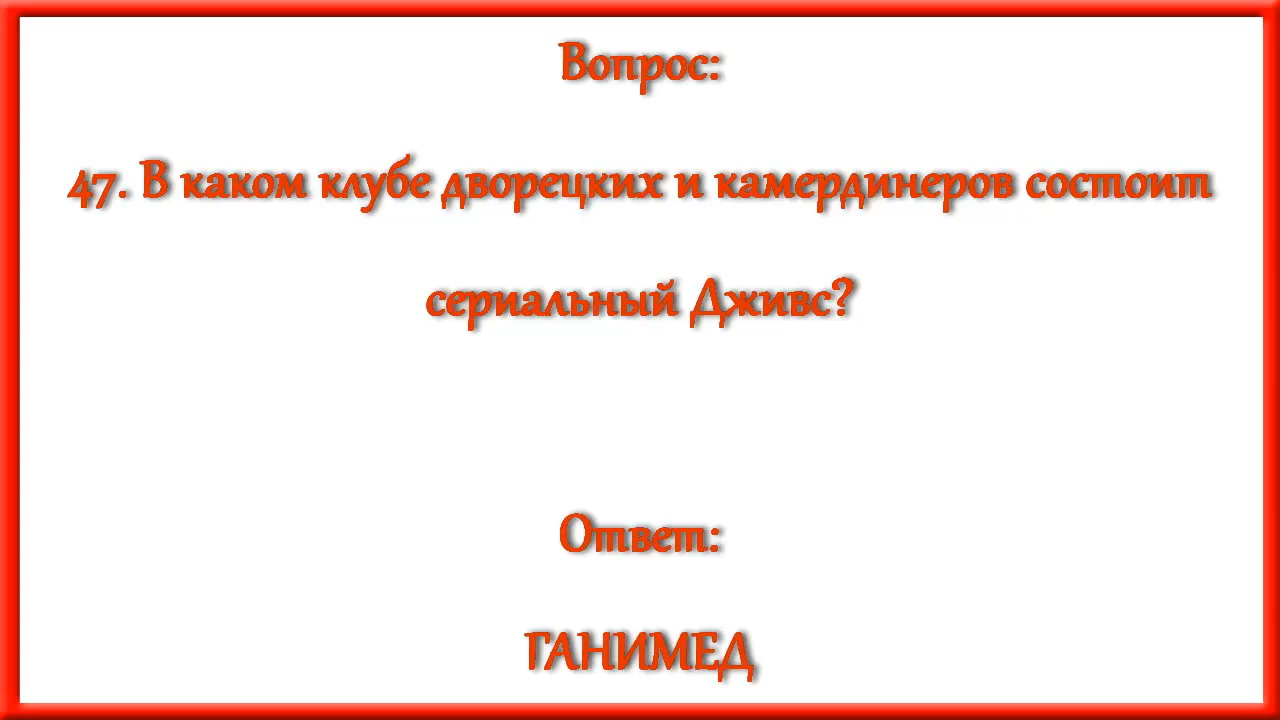 Вопрос:
47. В каком клубе дворецких и камердинеров состоит
сериальный Дживс?
Ответ:
ГАНИМЕД